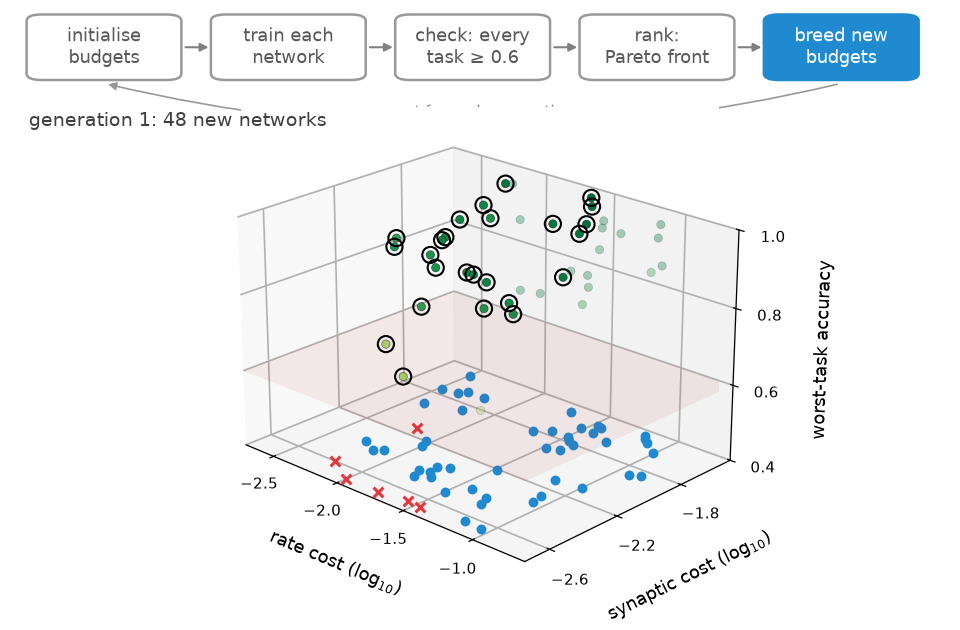 initialise
budgets
train each
network
check: every
task ≥ 0.6
rank:
Pareto front
breed new
budgets
generation 1: 48 new networks
1.0
0.8
0.6
0.4
worst-task accuracy
−2.5
−2.0
−1.5
−1.0
rate cost (log₁₀)
−1.8
−2.2
−2.6
synaptic cost (log₁₀)